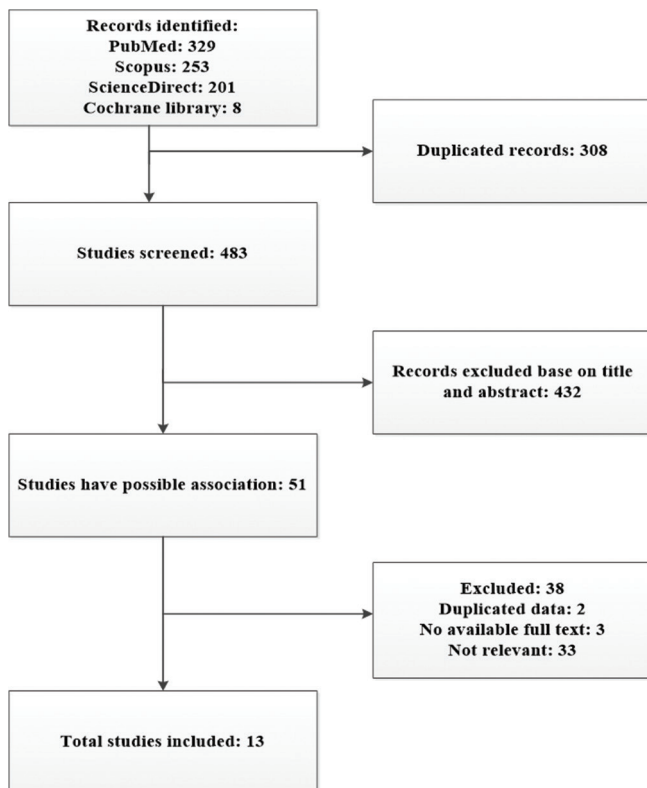 Records identified:
PubMed: 329
Scopus: 253
ScienceDirect: 201
Cochrane library: 8
Duplicated records: 308
Studies screened: 483
Records excluded base on title
and abstract: 432
Studies have possible association: 51
Excluded: 38
Duplicated data: 2
No available full text: 3
Not relevant: 33
Total studies included: 13